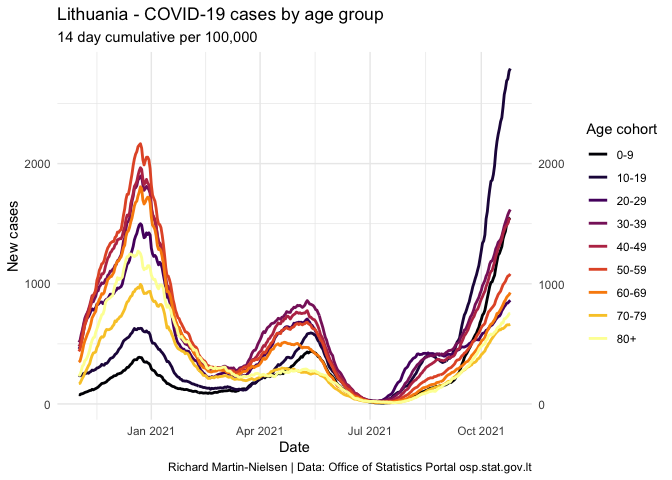 Lithuania - COVID-19 cases by age group
14 day cumulative per 100,000
New cases
2000
1000
0
2000
1000
0
Jan 2021
Apr 2021
Jul 2021
Oct 2021
Date
Age cohort
0-9
10-19
20-29
30-39
40-49
50-59
60-69
70-79
80+
Richard Martin-Nielsen | Data: Office of Statistics Portal osp.stat.gov.lt